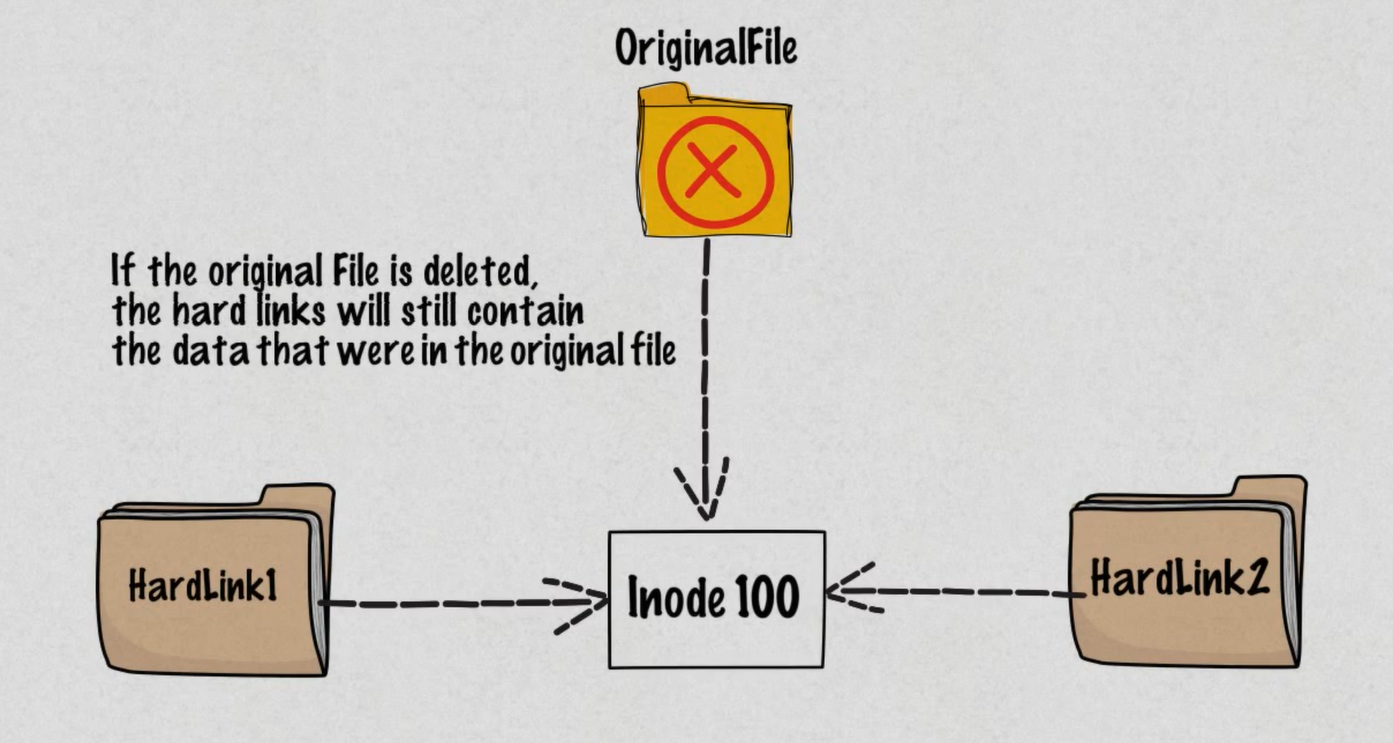 OriginalFile
If the original File is deleted,
the hard links will still contain
the data that were in the original file
HardLink1
Inode 100
HardLink2